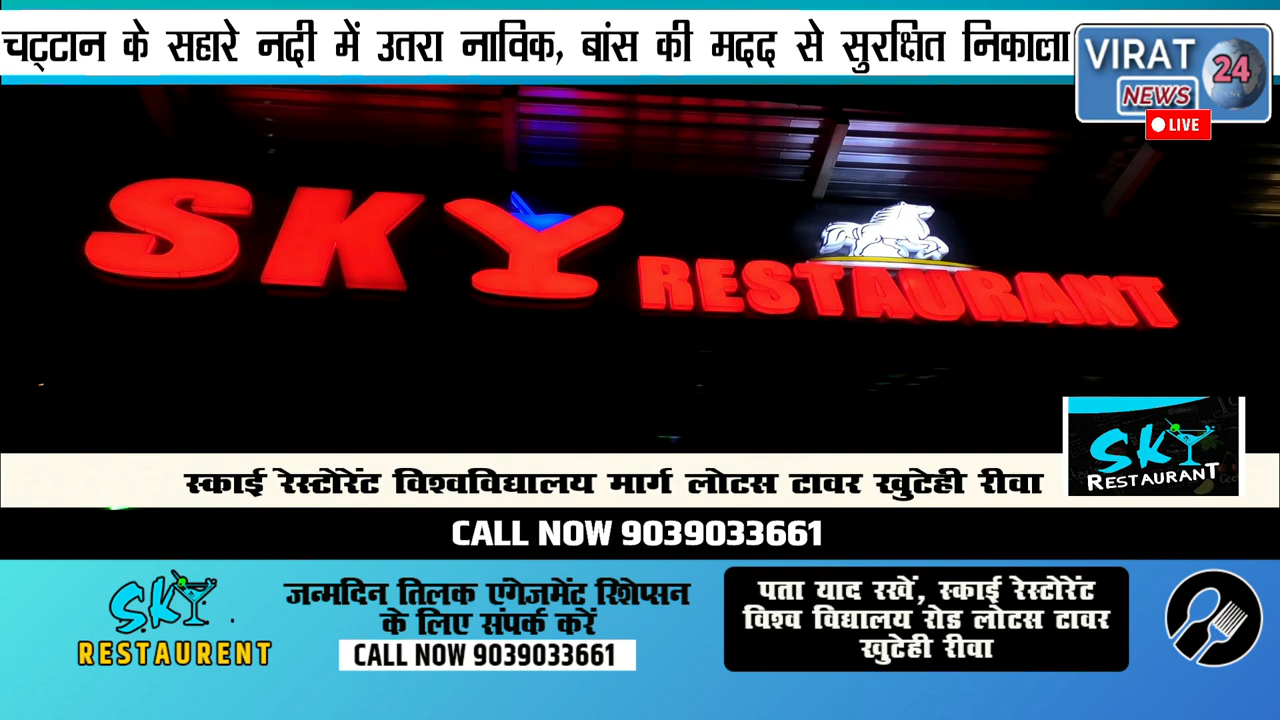 चट्टान के सहारे नदी में उतरा नाविक, बांस की मदद से सुरक्षित निकाला
VIRAT
24
NEWS
LIVE
SKY RESTAURANT
SKY
RESTAURANT
स्काई रेस्टोरेंट विश्वविद्यालय मार्ग लोटस टावर खुटेही रीवा
CALL NOW 9039033661
SKY
RESTAURENT
जन्मदिन तिलक एंगेजमेंट रिशेप्सन
के लिए संपर्क करें
CALL NOW 9039033661
पता याद रखें, स्काई रेस्टोरेंट
विश्व विद्यालय रोड लोटस टावर
खुटेही रीवा